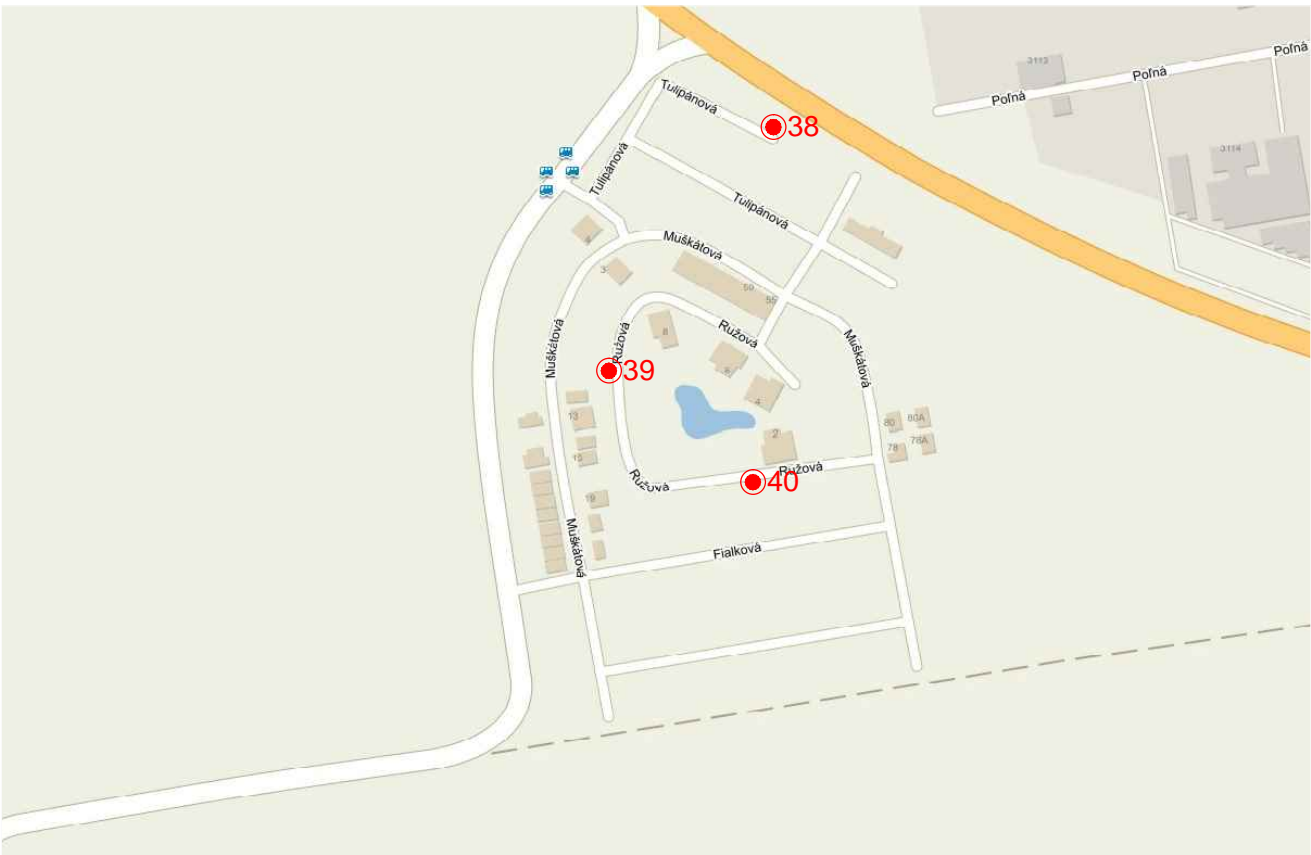 Poľná
3113
Poľná
Poľná
Tulipánová
38
3114
Tulipánová
Tulipánová
Muškátová
3
59
55
Ružová
Ružová
8
Muškátová
Muškátová
39
6
4
13
80
80A
2
78
78A
15
Ružová
Ružová
40
19
Muškátová
Fialková